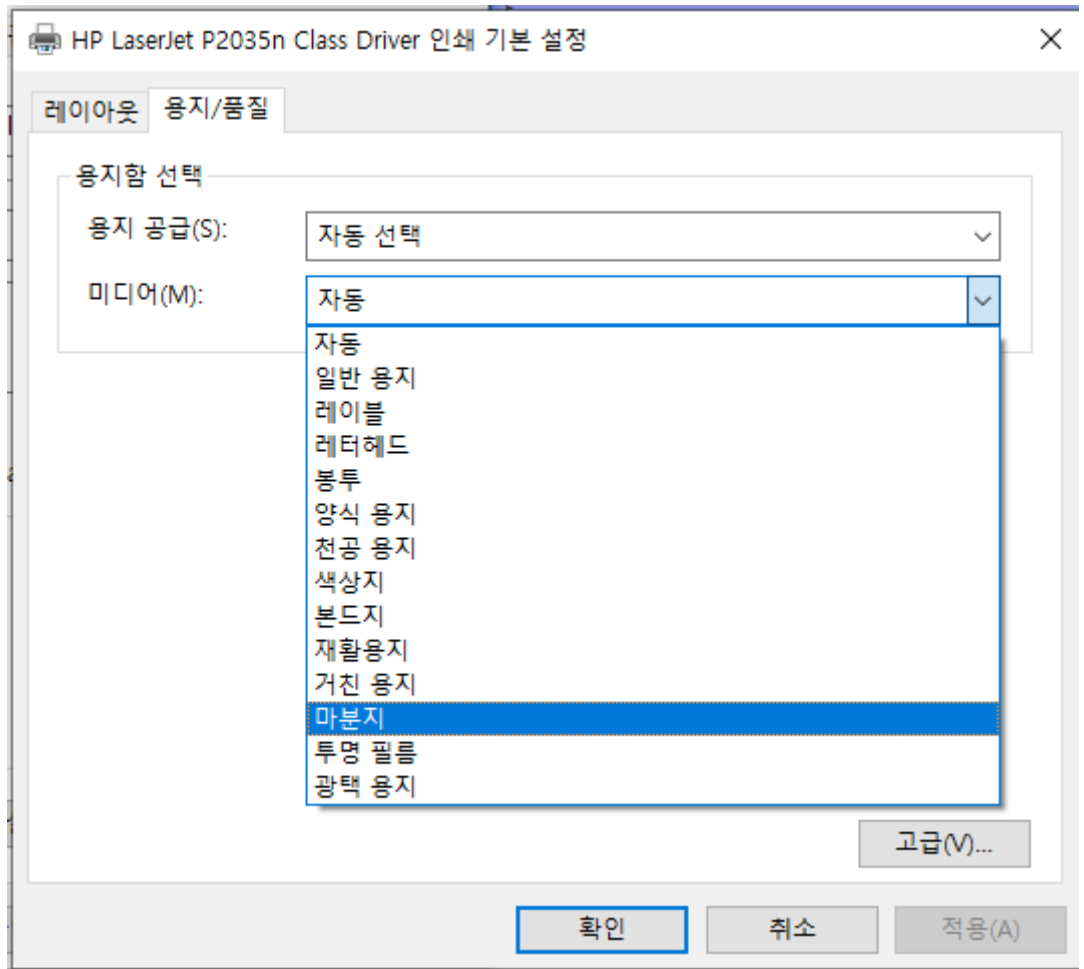 HP LaserJet P2035n Class Driver 인쇄 기본 설정
레이아웃 용지/품질
용지함 선택
용지 공급(S): 자동 선택
미디어(M): 자동
자동
일반 용지
레이블
레터헤드
봉투
양식 용지
천공 용지
색상지
본드지
재활용지
거친 용지
마분지
투명 필름
광택 용지
고급(V)...
확인 취소 적용(A)